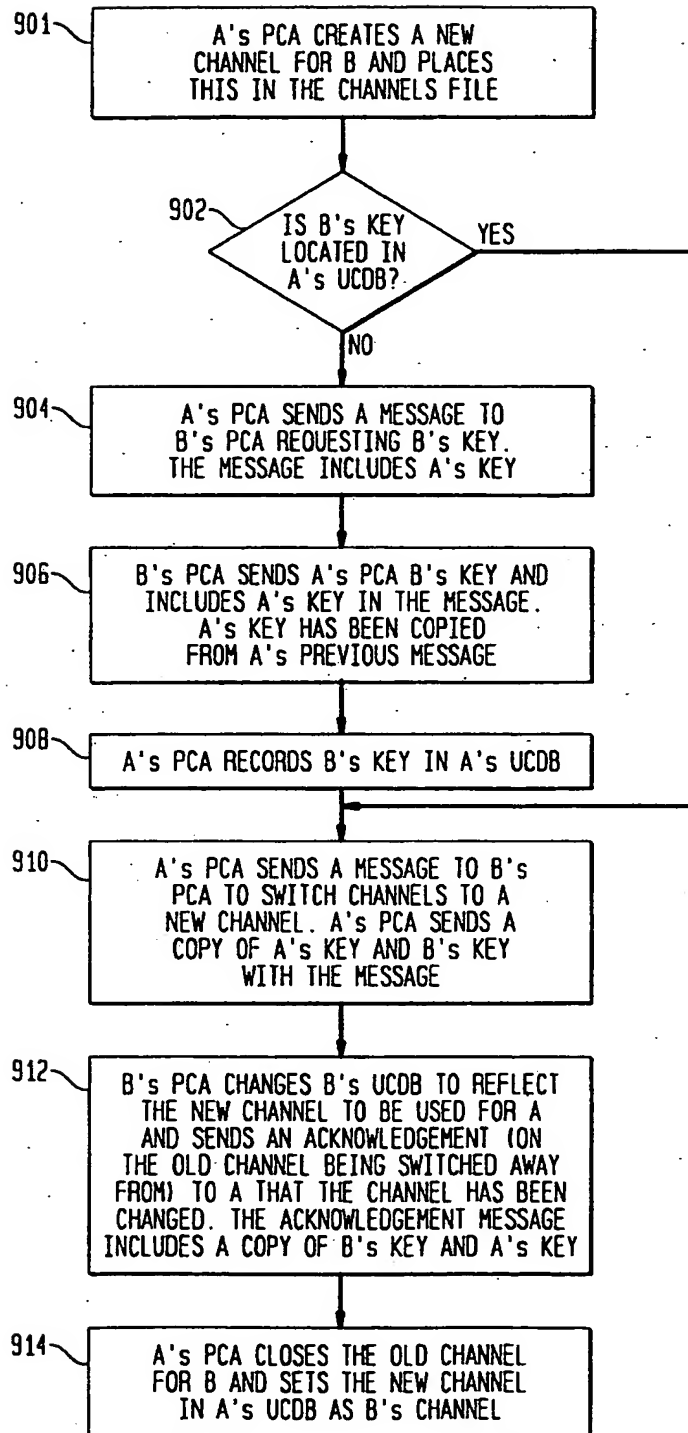 901
A's PCA CREATES A NEW
CHANNEL FOR B AND PLACES
THIS IN THE CHANNELS FILE
902
IS B's KEY
LOCATED IN
A's UCDB?
YES
NO
904
A's PCA SENDS A MESSAGE TO
B's PCA REQUESTING B's KEY.
THE MESSAGE INCLUDES A's KEY
906
B's PCA SENDS A's PCA B's KEY AND
INCLUDES A's KEY IN THE MESSAGE.
A's KEY HAS BEEN COPIED
FROM A's PREVIOUS MESSAGE
908
A's PCA RECORDS B's KEY IN A's UCDB
910
A's PCA SENDS A MESSAGE TO B's
PCA TO SWITCH CHANNELS TO A
NEW CHANNEL. A's PCA SENDS A
COPY OF A's KEY AND B's KEY
WITH THE MESSAGE
912
B's PCA CHANGES B's UCDB TO REFLECT
THE NEW CHANNEL TO BE USED FOR A
AND SENDS AN ACKNOWLEDGEMENT (ON
THE OLD CHANNEL BEING SWITCHED AWAY
FROM) TO A THAT THE CHANNEL HAS BEEN
CHANGED. THE ACKNOWLEDGEMENT MESSAGE
INCLUDES A COPY OF B's KEY AND A's KEY
914
A's PCA CLOSES THE OLD CHANNEL
FOR B AND SETS THE NEW CHANNEL
IN A's UCDB AS B's CHANNEL